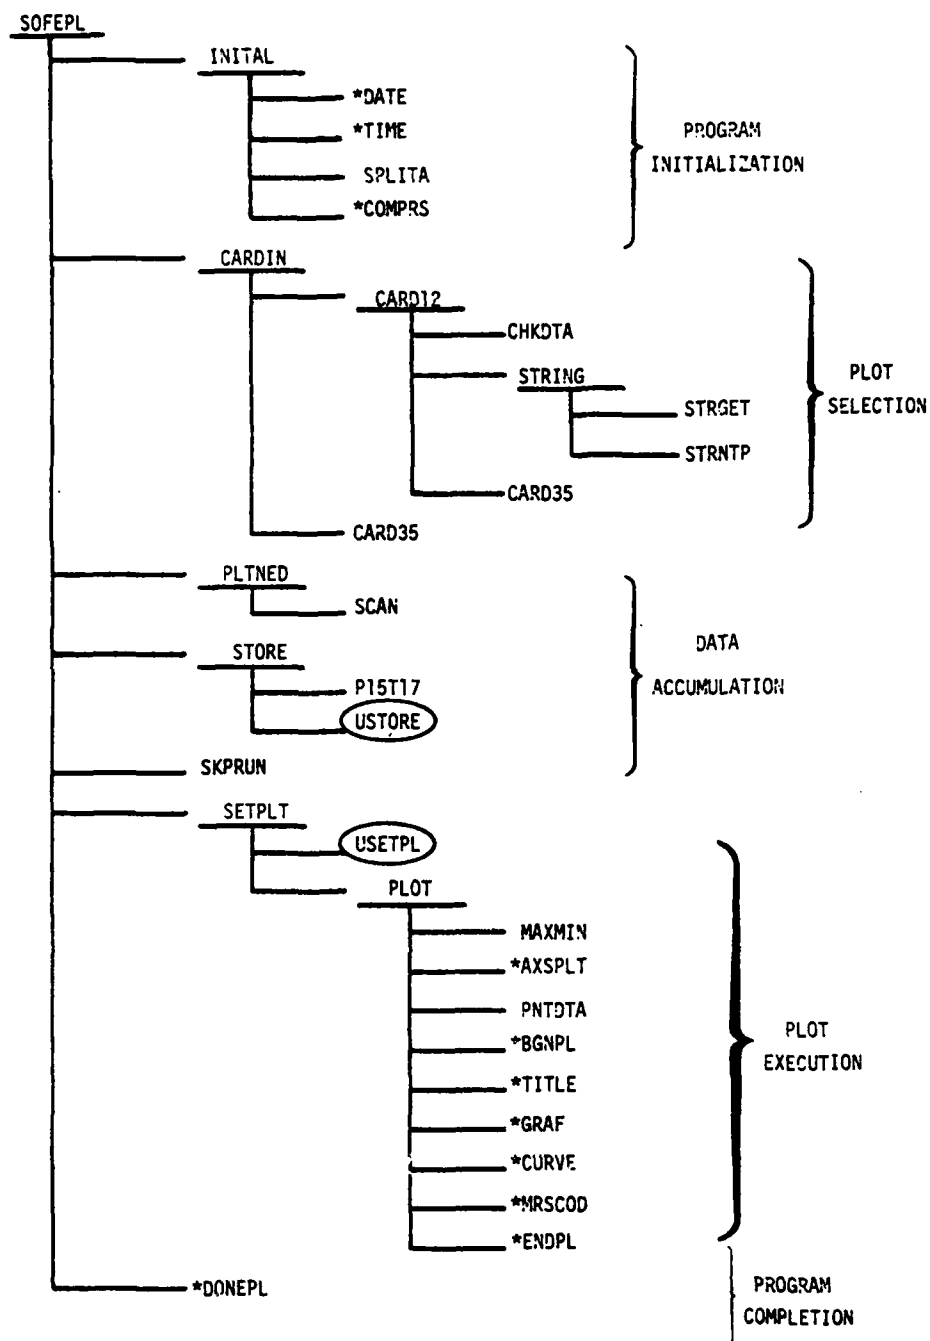 SOFEPL
INITAL
*DATE
*TIME
SPLITA
*COMPRS
PROGRAM
INITIALIZATION
CARDIN
CARD12
CHKDTA
STRING
STRGET
STRNTP
CARD35
CARD35
PLOT
SELECTION
PLTNED
SCAN
STORE
P15T17
USTORE
SKPRUN
DATA
ACCUMULATION
SETPLT
USETPL
PLOT
MAXMIN
*AXSPLT
PNTDTA
*BGNPL
*TITLE
*GRAF
*CURVE
*MRSCOD
*ENDPL
PLOT
EXECUTION
*DONEPL
PROGRAM
COMPLETION